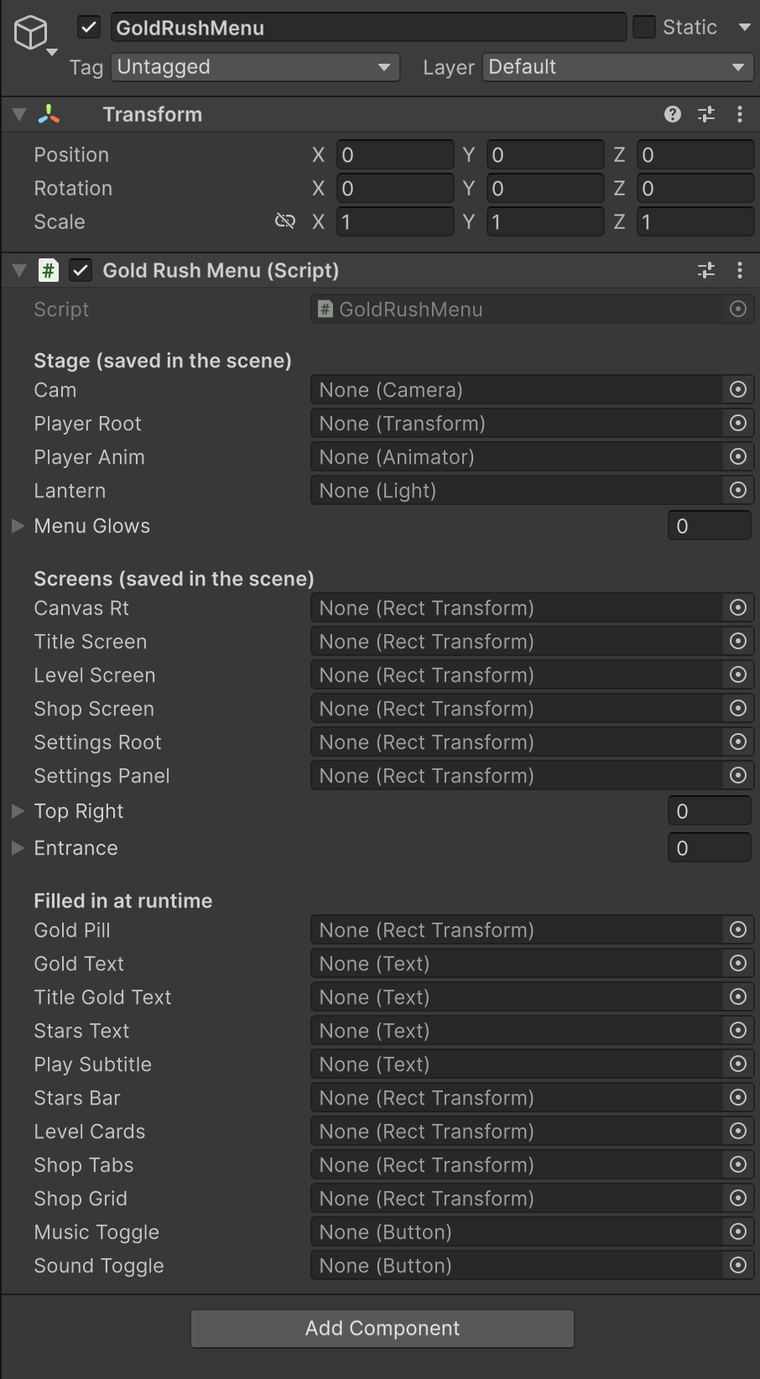 GoldRushMenu Static
Tag Untagged Layer Default
Transform
Position X 0 Y 0 Z 0
Rotation X 0 Y 0 Z 0
Scale X 1 Y 1 Z 1
# Gold Rush Menu (Script)
Script # GoldRushMenu
Stage (saved in the scene)
Cam None (Camera)
Player Root None (Transform)
Player Anim None (Animator)
Lantern None (Light)
Menu Glows 0
Screens (saved in the scene)
Canvas Rt None (Rect Transform)
Title Screen None (Rect Transform)
Level Screen None (Rect Transform)
Shop Screen None (Rect Transform)
Settings Root None (Rect Transform)
Settings Panel None (Rect Transform)
Top Right 0
Entrance 0
Filled in at runtime
Gold Pill None (Rect Transform)
Gold Text None (Text)
Title Gold Text None (Text)
Stars Text None (Text)
Play Subtitle None (Text)
Stars Bar None (Rect Transform)
Level Cards None (Rect Transform)
Shop Tabs None (Rect Transform)
Shop Grid None (Rect Transform)
Music Toggle None (Button)
Sound Toggle None (Button)
Add Component